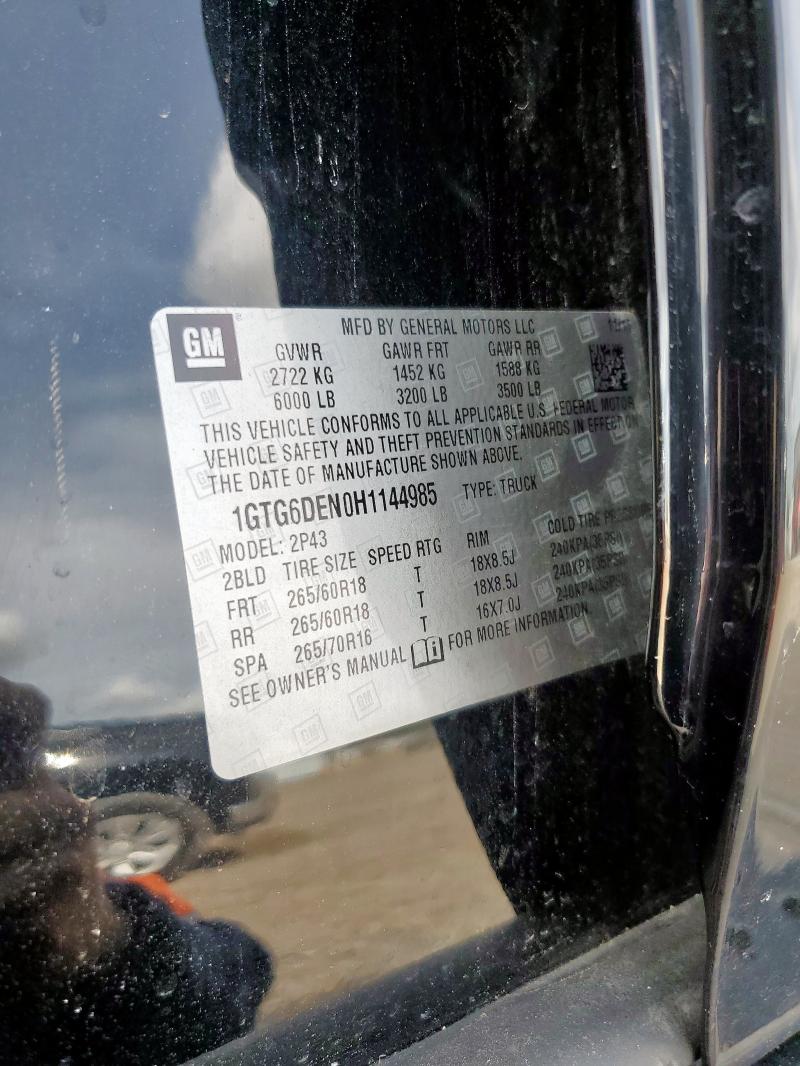 GM
MFD BY GENERAL MOTORS LLC
GVWR GAWR FRT GAWR RR
2722 KG 1452 KG 1588 KG
6000 LB 3200 LB 3500 LB
THIS VEHICLE CONFORMS TO ALL APPLICABLE U.S. FEDERAL MOTOR
VEHICLE SAFETY AND THEFT PREVENTION STANDARDS IN EFFECT ON
THE DATE OF MANUFACTURE SHOWN ABOVE.
1GTG6DEN0H1144985 TYPE: TRUCK
MODEL: 2P43
2BLD TIRE SIZE SPEED RTG RIM COLD TIRE PRESSURE
FRT 265/60R18 T 18X8.5J 240KPA(35PSI)
RR 265/60R18 T 18X8.5J 240KPA(35PSI)
SPA 265/70R16 T 16X7.0J 240KPA(35PSI)
SEE OWNER'S MANUAL FOR MORE INFORMATION.